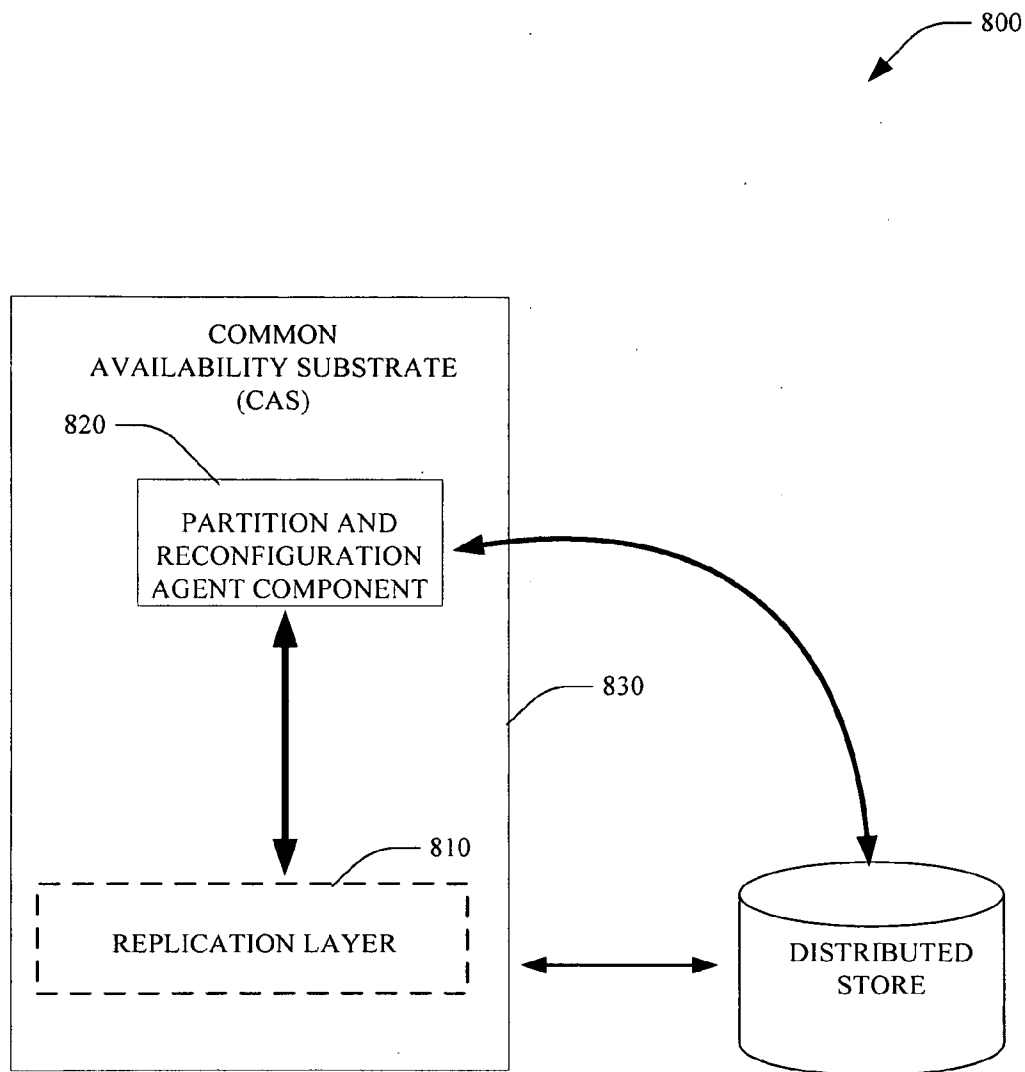 800
COMMON
AVAILABILITY SUBSTRATE
(CAS)
820
PARTITION AND
RECONFIGURATION
AGENT COMPONENT
830
810
REPLICATION LAYER
DISTRIBUTED
STORE